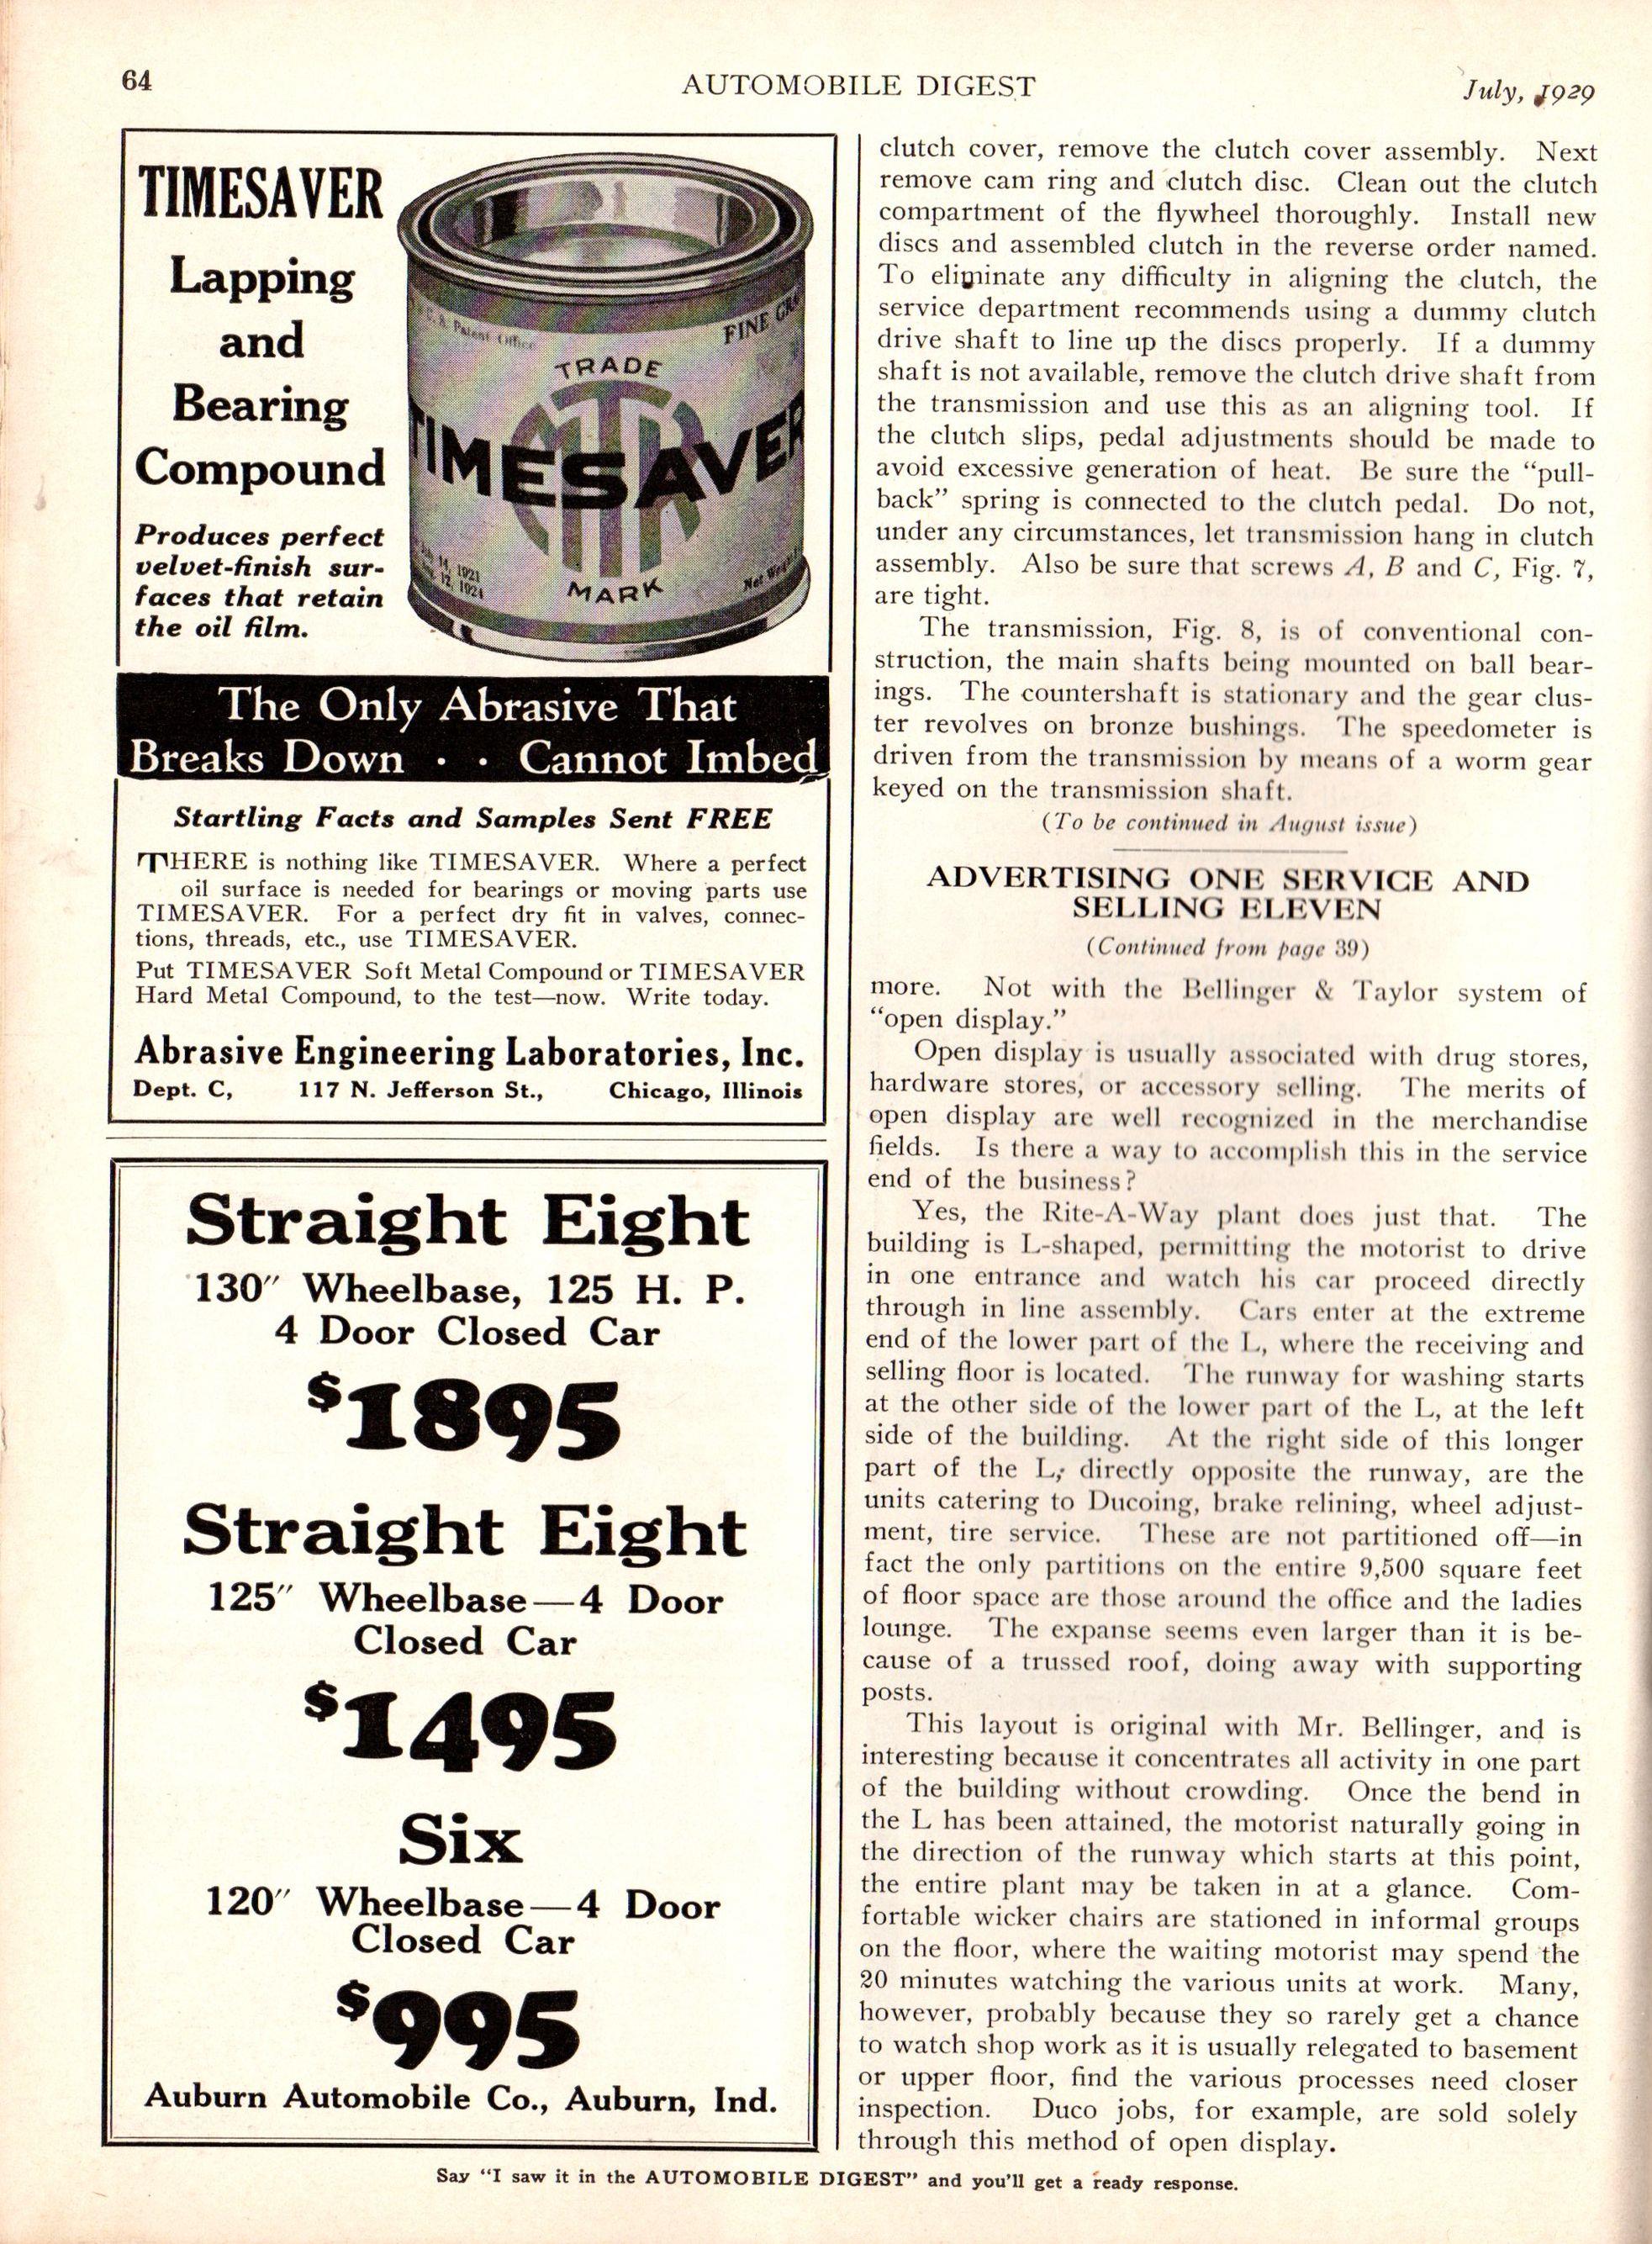 64
AUTOMOBILE DIGEST
July, 1929
TIMESAVER
Lapping
and
Bearing
Compound
Produces perfect
velvet-finish sur-
faces that retain
the oil film.
Patent Office
FINE
TRADE
TIMESAVER
MARK
14, 1921
12, 1924
Net
The Only Abrasive That
Breaks Down · · Cannot Imbed
Startling Facts and Samples Sent FREE
THERE is nothing like TIMESAVER. Where a perfect
oil surface is needed for bearings or moving parts use
TIMESAVER. For a perfect dry fit in valves, connec-
tions, threads, etc., use TIMESAVER.
Put TIMESAVER Soft Metal Compound or TIMESAVER
Hard Metal Compound, to the test—now. Write today.
Abrasive Engineering Laboratories, Inc.
Dept. C, 117 N. Jefferson St., Chicago, Illinois
Straight Eight
130″ Wheelbase, 125 H. P.
4 Door Closed Car
$1895
Straight Eight
125″ Wheelbase—4 Door
Closed Car
$1495
Six
120″ Wheelbase—4 Door
Closed Car
$995
Auburn Automobile Co., Auburn, Ind.
clutch cover, remove the clutch cover assembly. Next
remove cam ring and clutch disc. Clean out the clutch
compartment of the flywheel thoroughly. Install new
discs and assembled clutch in the reverse order named.
To eliminate any difficulty in aligning the clutch, the
service department recommends using a dummy clutch
drive shaft to line up the discs properly. If a dummy
shaft is not available, remove the clutch drive shaft from
the transmission and use this as an aligning tool. If
the clutch slips, pedal adjustments should be made to
avoid excessive generation of heat. Be sure the “pull-
back” spring is connected to the clutch pedal. Do not,
under any circumstances, let transmission hang in clutch
assembly. Also be sure that screws A, B and C, Fig. 7,
are tight.
The transmission, Fig. 8, is of conventional con-
struction, the main shafts being mounted on ball bear-
ings. The countershaft is stationary and the gear clus-
ter revolves on bronze bushings. The speedometer is
driven from the transmission by means of a worm gear
keyed on the transmission shaft.
(To be continued in August issue)
ADVERTISING ONE SERVICE AND
SELLING ELEVEN
(Continued from page 39)
more. Not with the Bellinger & Taylor system of
“open display.”
Open display is usually associated with drug stores,
hardware stores, or accessory selling. The merits of
open display are well recognized in the merchandise
fields. Is there a way to accomplish this in the service
end of the business?
Yes, the Rite-A-Way plant does just that. The
building is L-shaped, permitting the motorist to drive
in one entrance and watch his car proceed directly
through in line assembly. Cars enter at the extreme
end of the lower part of the L, where the receiving and
selling floor is located. The runway for washing starts
at the other side of the lower part of the L, at the left
side of the building. At the right side of this longer
part of the L, directly opposite the runway, are the
units catering to Ducoing, brake relining, wheel adjust-
ment, tire service. These are not partitioned off—in
fact the only partitions on the entire 9,500 square feet
of floor space are those around the office and the ladies
lounge. The expanse seems even larger than it is be-
cause of a trussed roof, doing away with supporting
posts.
This layout is original with Mr. Bellinger, and is
interesting because it concentrates all activity in one part
of the building without crowding. Once the bend in
the L has been attained, the motorist naturally going in
the direction of the runway which starts at this point,
the entire plant may be taken in at a glance. Com-
fortable wicker chairs are stationed in informal groups
on the floor, where the waiting motorist may spend the
20 minutes watching the various units at work. Many,
however, probably because they so rarely get a chance
to watch shop work as it is usually relegated to basement
or upper floor, find the various processes need closer
inspection. Duco jobs, for example, are sold solely
through this method of open display.
Say “I saw it in the AUTOMOBILE DIGEST” and you’ll get a ready response.